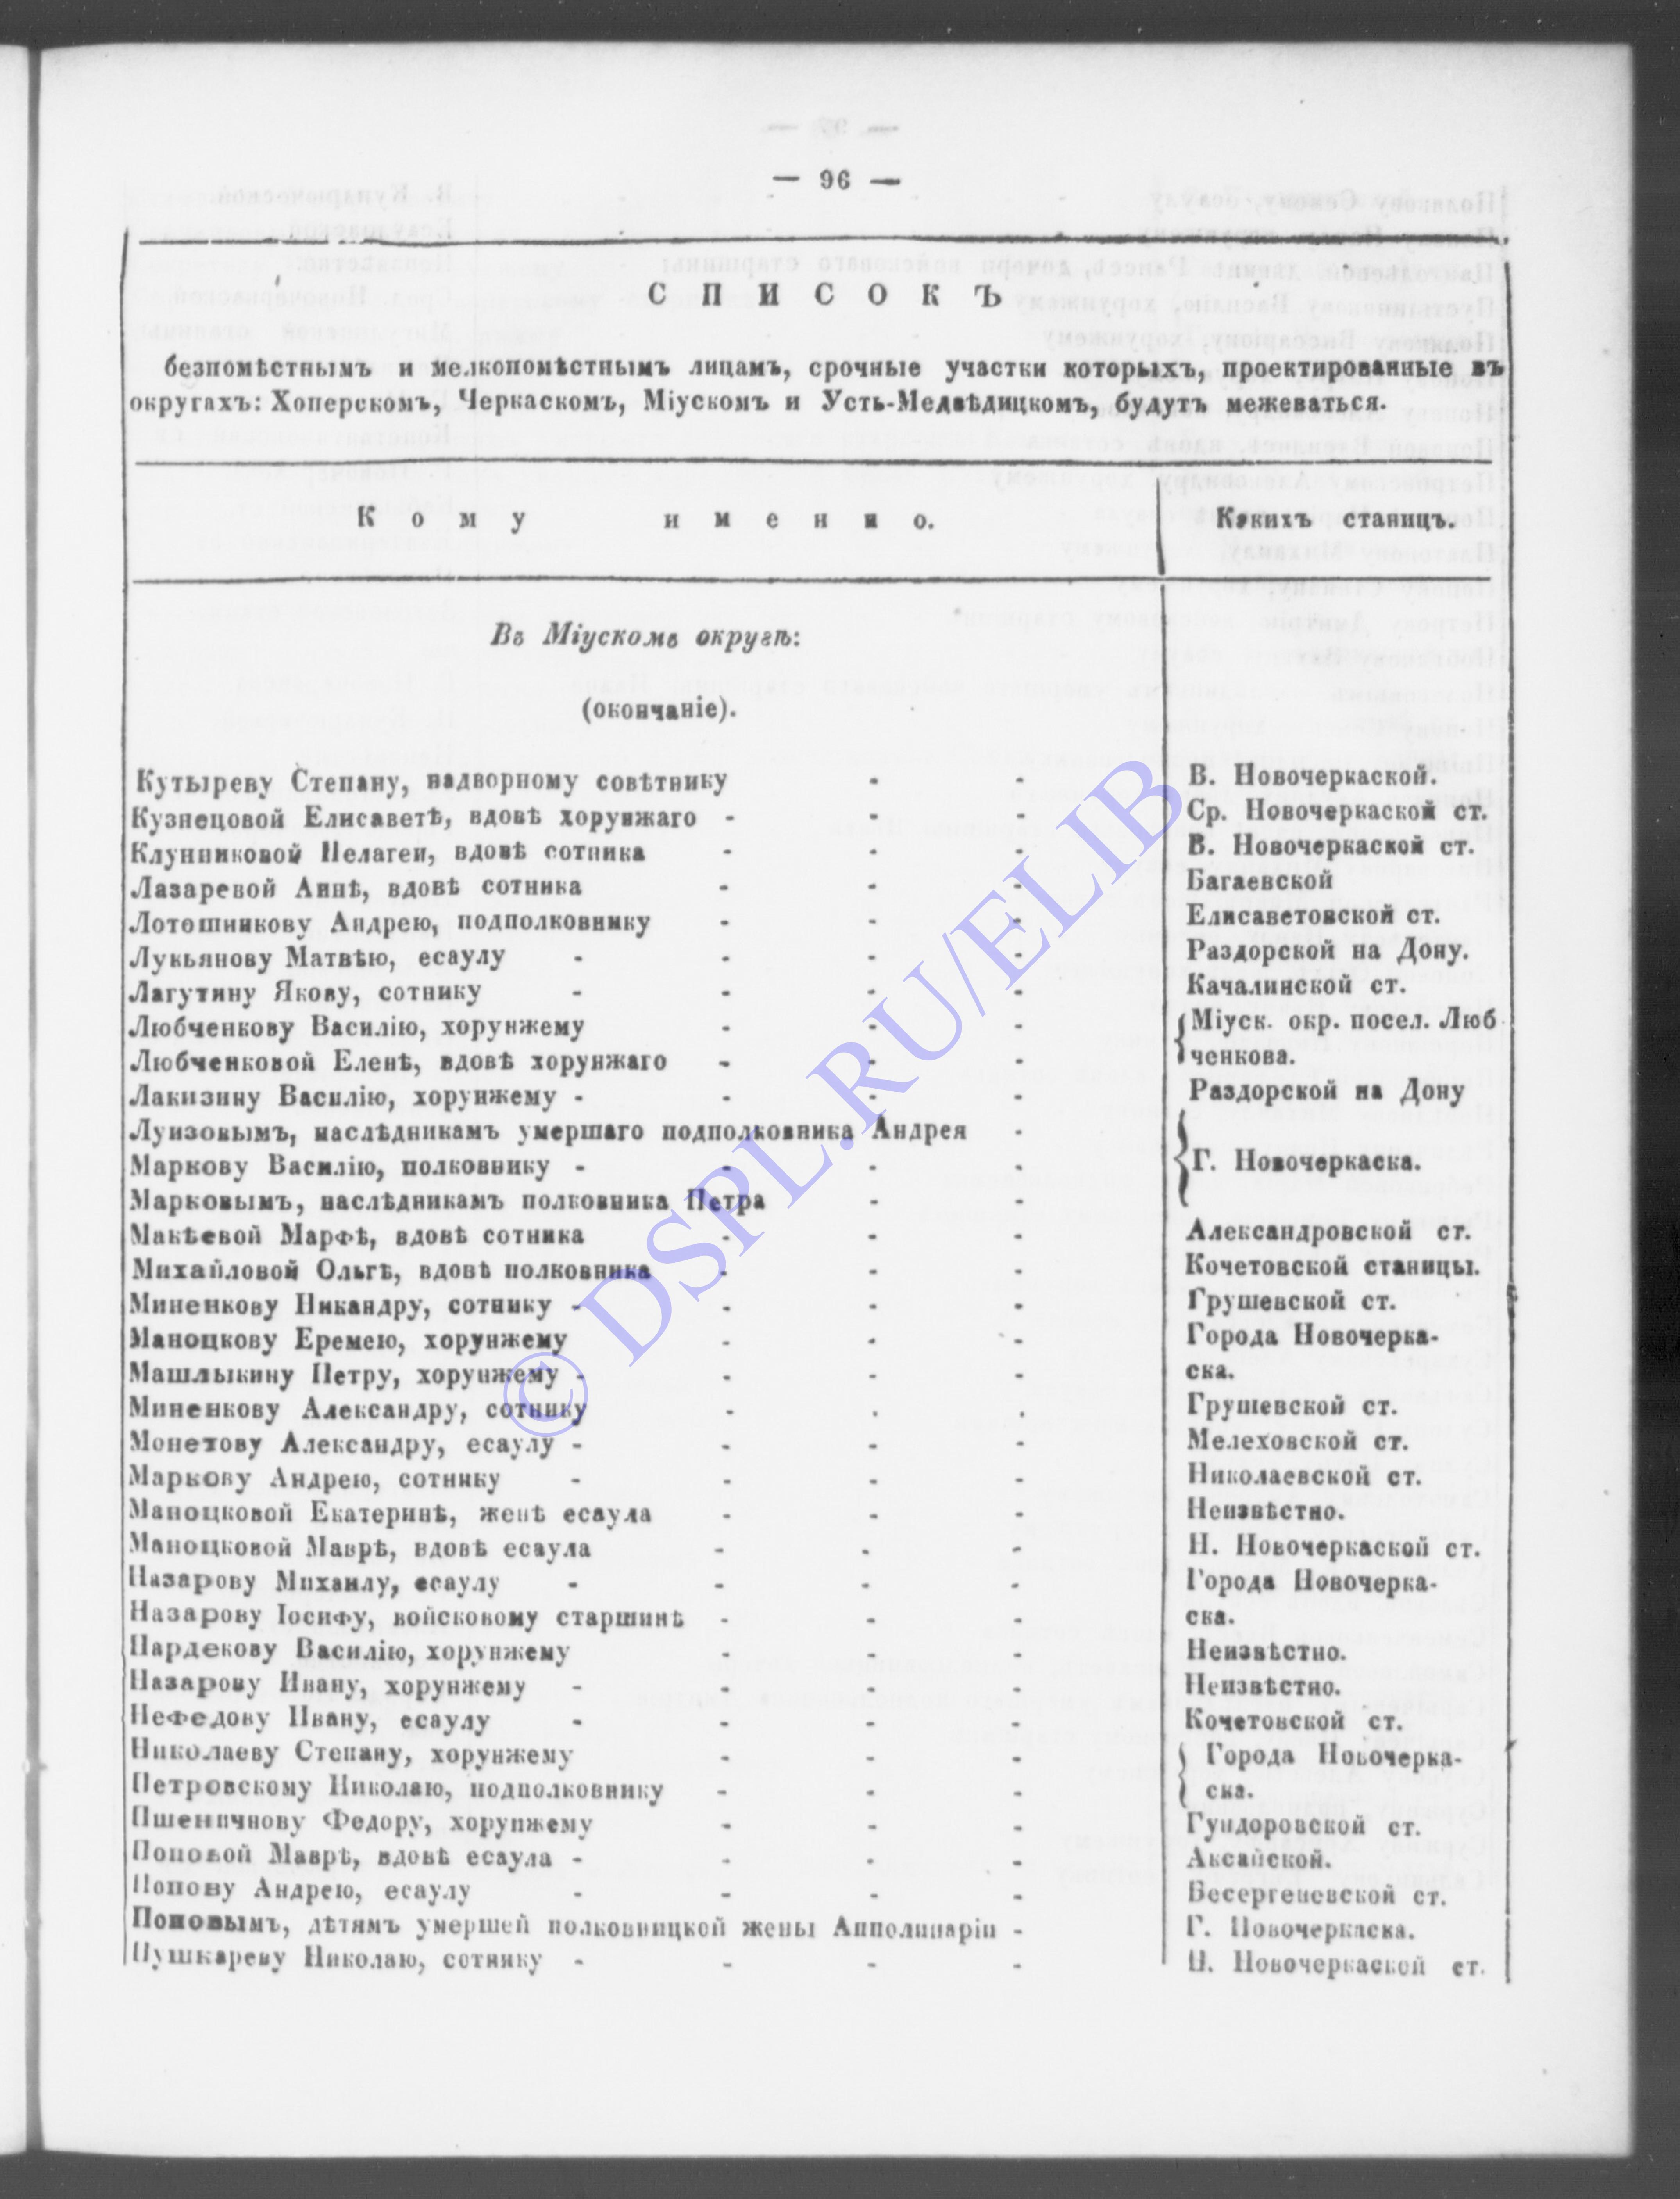 — 96 —
СПИСОКЪ
безпомѣстнымъ и мелкопомѣстнымъ лицамъ, срочные участки которыхъ, проектированные въ
округахъ: Хоперскомъ, Черкаскомъ, Міускомъ и Усть-Медвѣдицкомъ, будутъ межеваться.
Кому именно. Какихъ станицъ.
Въ Міускомъ округѣ:
(окончаніе).
Кутыреву Степану, надворному совѣтнику - - В. Новочеркаской.
Кузнецовой Елисаветѣ, вдовѣ хорунжаго - - - Ср. Новочеркаской ст.
Клунниковой Пелагеи, вдовѣ сотника - - - В. Новочеркаской ст.
Лазаревой Аннѣ, вдовѣ сотника - - - Багаевской
Лотошникову Андрею, подполковнику - - - Елисаветовской ст.
Лукьянову Матвѣю, есаулу - - - - Раздорской на Дону.
Лагутину Якову, сотнику - - - - Качалинской ст.
Любченкову Василію, хорунжему - - - Міуск. окр. посел. Люб
Любченковой Еленѣ, вдовѣ хорунжаго - - - ченкова.
Лакизину Василію, хорунжему - - - - Раздорской на Дону
Луизовымъ, наслѣдникамъ умершаго подполковника Андрея -
Маркову Василію, полковнику - - - - Г. Новочеркаска.
Марковымъ, наслѣдникамъ полковника Петра - -
Макѣевой Марфѣ, вдовѣ сотника - - - Александровской ст.
Михайловой Ольгѣ, вдовѣ полковника - - - Кочетовской станицы.
Миненкову Никандру, сотнику - - - - Грушевской ст.
Маноцкову Еремею, хорунжему - - - Города Новочерка-
Машлыкину Петру, хорунжему - - - - ска.
Миненкову Александру, сотнику - - - Грушевской ст.
Монетову Александру, есаулу - - - - Мелеховской ст.
Маркову Андрею, сотнику - - - - Николаевской ст.
Маноцковой Екатеринѣ, женѣ есаула - - - Неизвѣстно.
Маноцковой Маврѣ, вдовѣ есаула - - - Н. Новочеркаской ст.
Назарову Михаилу, есаулу - - - - Города Новочерка-
Назарову Іосифу, войсковому старшинѣ - - - ска.
Нардекову Василію, хорунжему - - - Неизвѣстно.
Назарову Ивану, хорунжему - - - - Неизвѣстно.
Нефедову Ивану, есаулу - - - - Кочетовской ст.
Николаеву Степану, хорунжему - - - Города Новочерка-
Петровскому Николаю, подполковнику - - - ска.
Пшеничнову Федору, хорунжему - - - Гундоровской ст.
Поповой Маврѣ, вдовѣ есаула - - - - Аксайской.
Попову Андрею, есаулу - - - - Бесергеневской ст.
Поповымъ, дѣтямъ умершей полковницкой жены Апполинаріи - Г. Новочеркаска.
Пушкареву Николаю, сотнику - - - - Н. Новочеркаской ст.
© DSPL.RU/ELIB